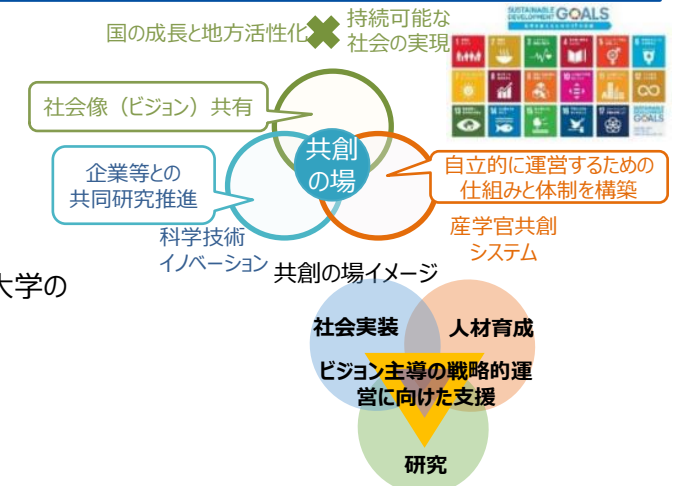 国の成長と地方活性化
持続可能な
社会の実現
SUSTAINABLE
DEVELOPMENT GOALS
社会像（ビジョン）共有
共創
の場
企業等との
共同研究推進
自立的に運営するための
仕組みと体制を構築
科学技術
イノベーション
産学官共創
システム
共創の場イメージ
大学の
社会実装
人材育成
ビジョン主導の戦略的運
営に向けた支援
研究